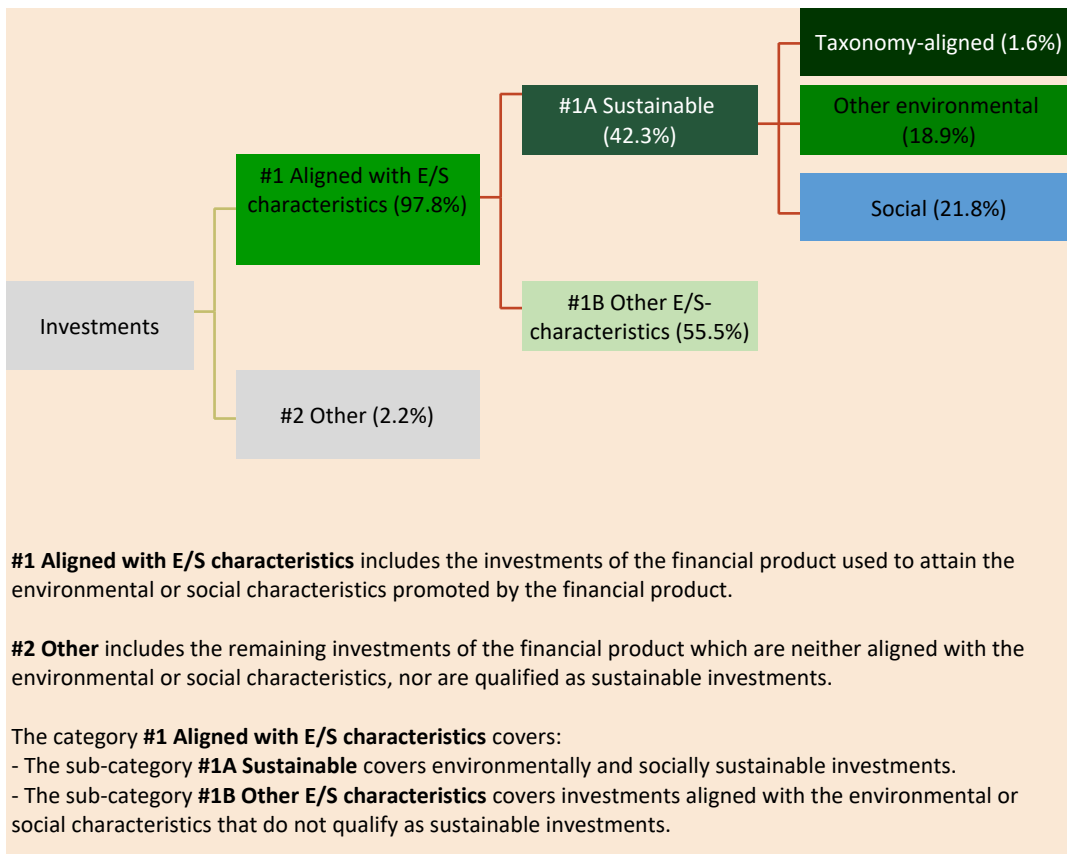 Taxonomy-aligned (1.6%)
#1A Sustainable
(42.3%)
Other environmental
(18.9%)
#1 Aligned with E/S
characteristics (97.8%)
Social (21.8%)
Investments
#1B Other E/S-
characteristics (55.5%)
#2 Other (2.2%)
#1 Aligned with E/S characteristics includes the investments of the financial product used to attain the
environmental or social characteristics promoted by the financial product.
#2 Other includes the remaining investments of the financial product which are neither aligned with the
environmental or social characteristics, nor are qualified as sustainable investments.
The category #1 Aligned with E/S characteristics covers:
- The sub-category #1A Sustainable covers environmentally and socially sustainable investments.
- The sub-category #1B Other E/S characteristics covers investments aligned with the environmental or
social characteristics that do not qualify as sustainable investments.